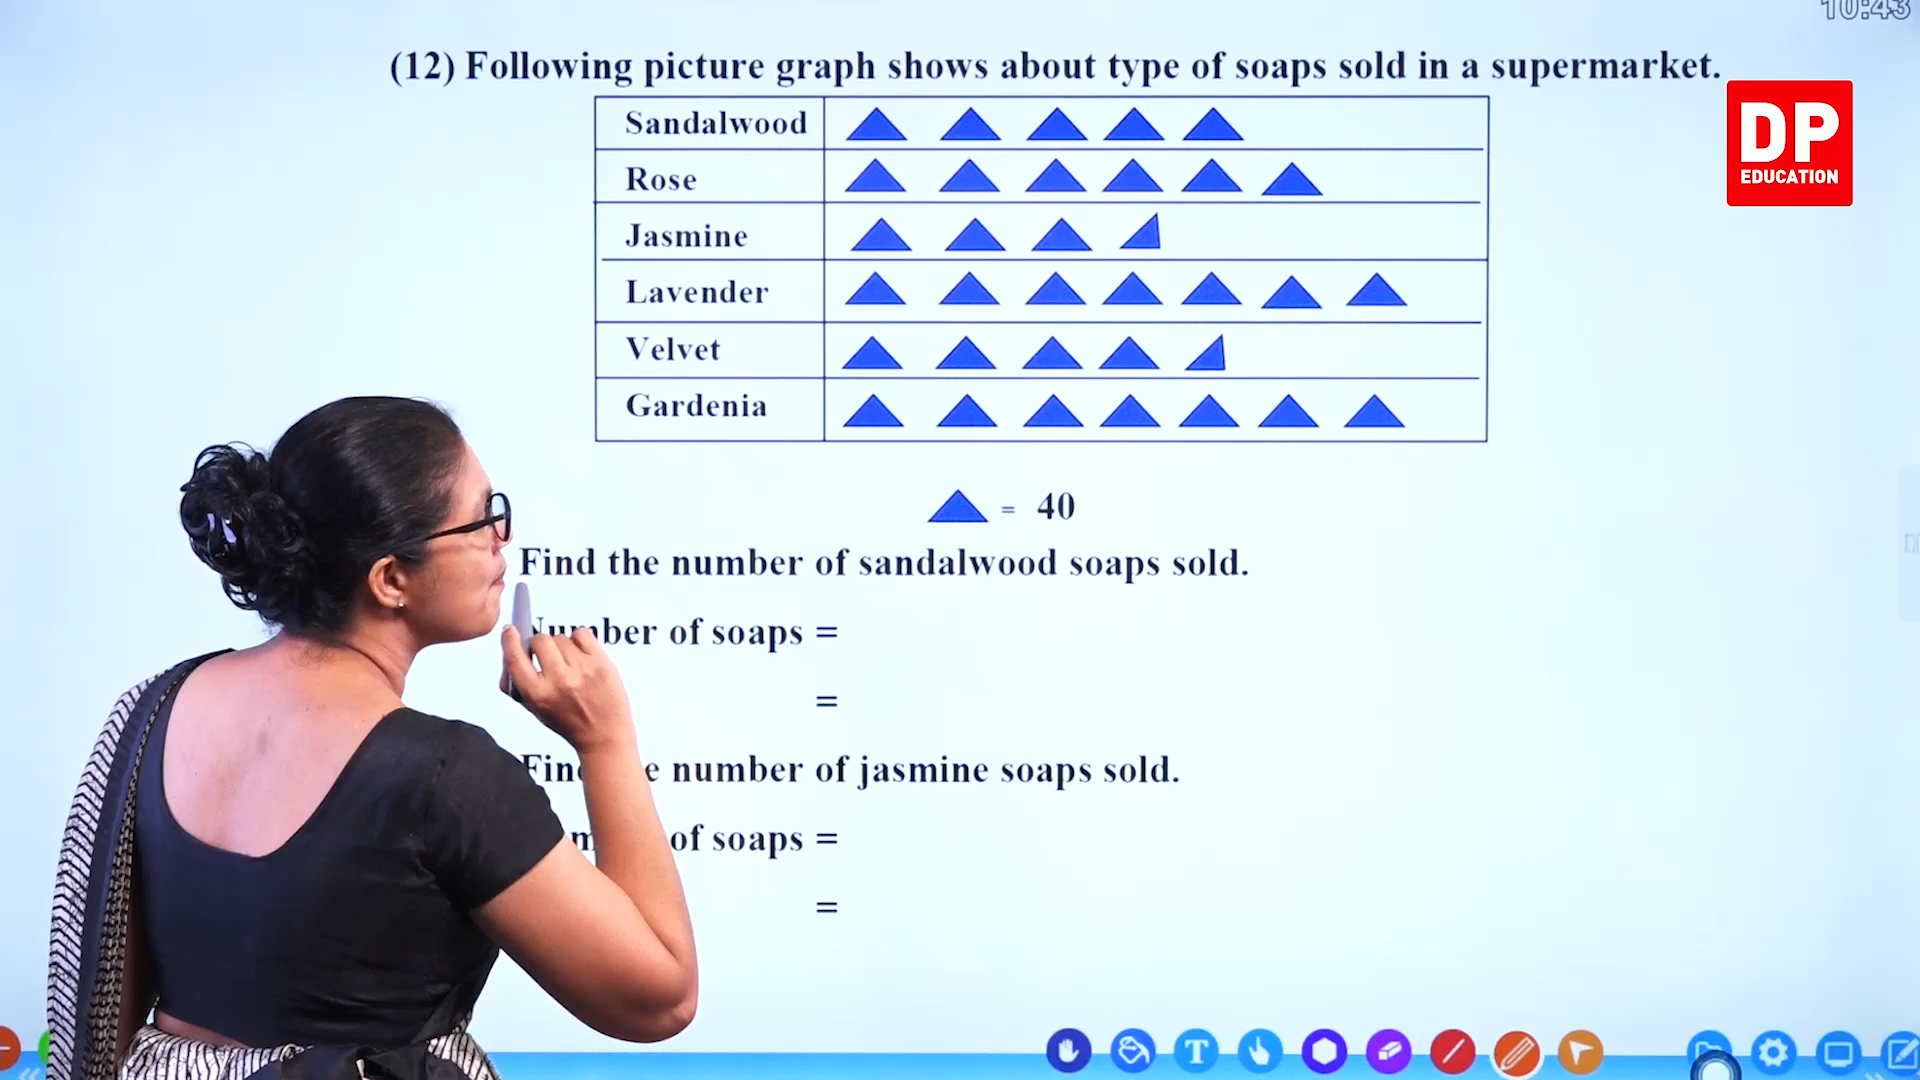 10:43
(12) Following picture graph shows about type of soaps sold in a supermarket.
DP
EDUCATION
Sandalwood
Rose
Jasmine
Lavender
Velvet
Gardenia
= 40
Find the number of sandalwood soaps sold.
Number of soaps =
=
number of jasmine soaps sold.
of soaps =
=
T